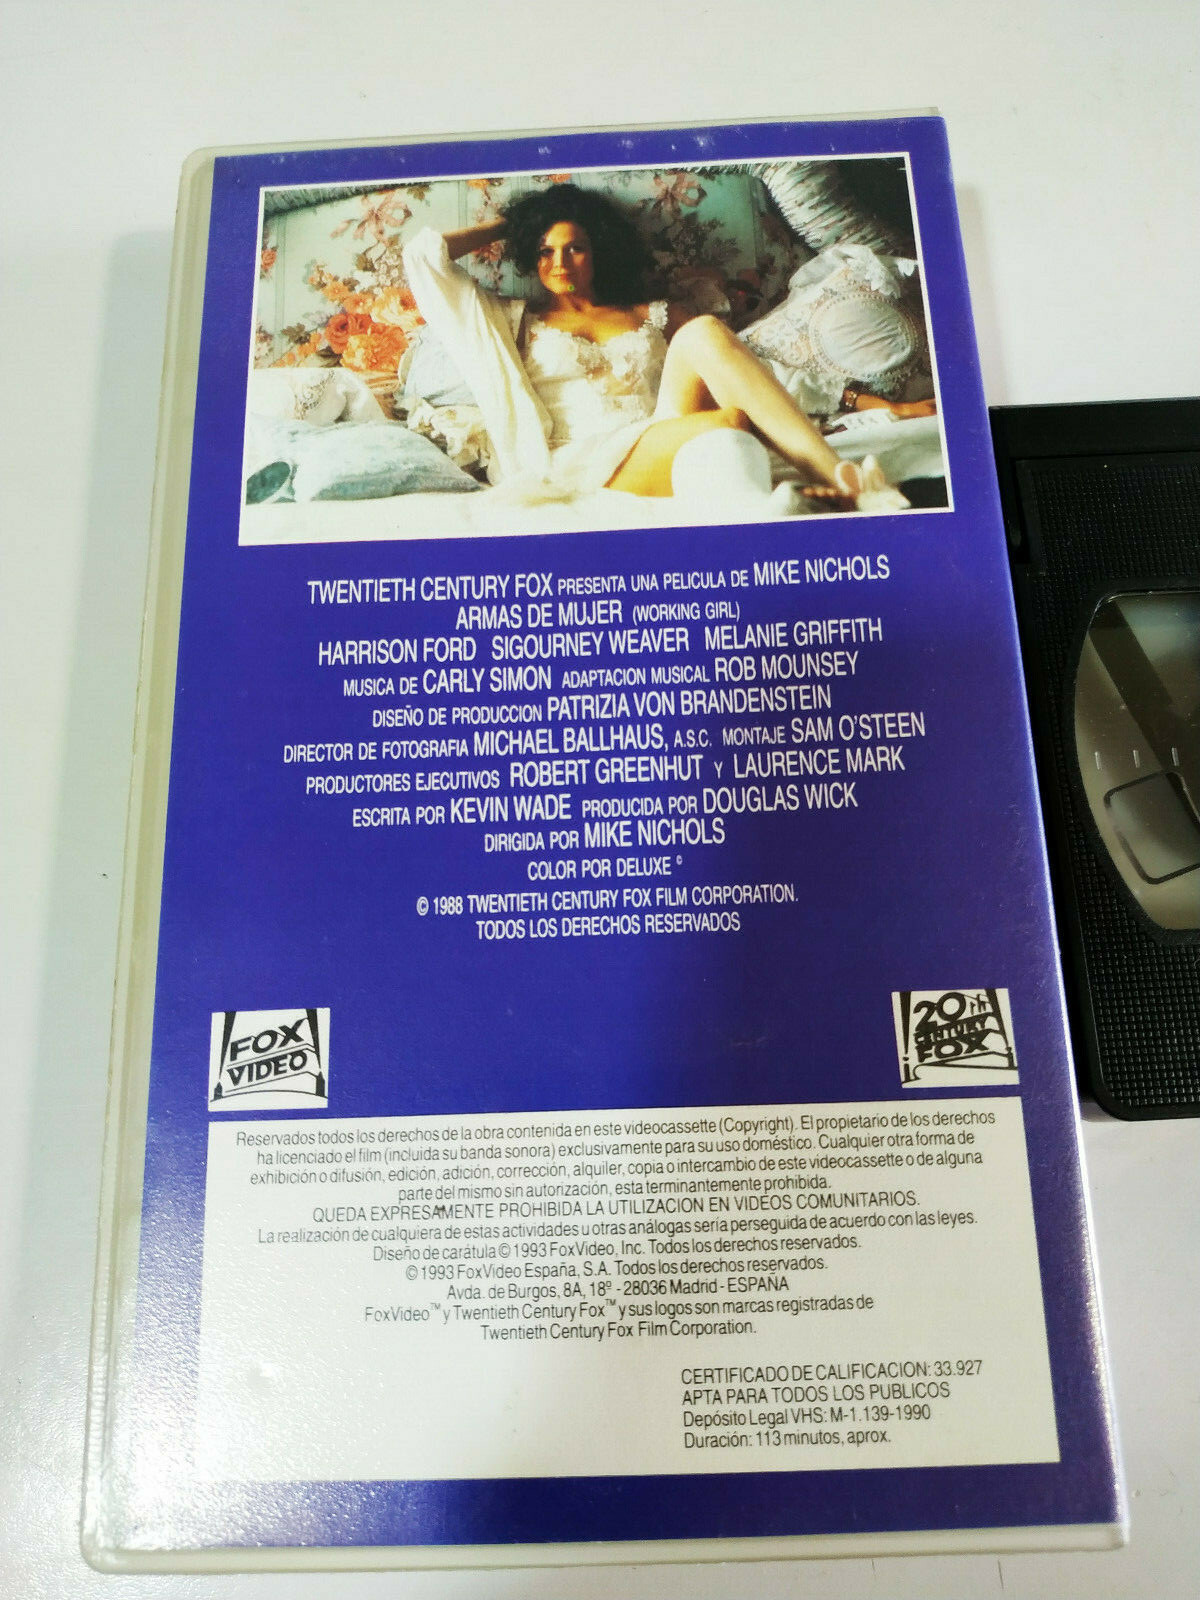 TWENTIETH CENTURY FOX PRESENTA UNA PELICULA DE MIKE NICHOLS
ARMAS DE MUJER (WORKING GIRL)
HARRISON FORD SIGOURNEY WEAVER MELANIE GRIFFITH
MUSICA DE CARLY SIMON ADAPTACION MUSICAL ROB MOUNSEY
DISEÑO DE PRODUCCION PATRIZIA VON BRANDENSTEIN
DIRECTOR DE FOTOGRAFIA MICHAEL BALLHAUS, A.S.C. MONTAJE SAM O'STEEN
PRODUCTORES EJECUTIVOS ROBERT GREENHUT Y LAURENCE MARK
ESCRITA POR KEVIN WADE PRODUCIDA POR DOUGLAS WICK
DIRIGIDA POR MIKE NICHOLS
COLOR POR DELUXE ©
© 1988 TWENTIETH CENTURY FOX FILM CORPORATION.
TODOS LOS DERECHOS RESERVADOS
FOX
VIDEO
20TH
CENTURY
FOX
Reservados todos los derechos de la obra contenida en este videocassette (Copyright). El propietario de los derechos
ha licenciado el film (incluida su banda sonora) exclusivamente para su uso doméstico. Cualquier otra forma de
exhibición o difusión, edición, adición, corrección, alquiler, copia o intercambio de este videocassette o de alguna
parte del mismo sin autorización, esta terminantemente prohibida.
QUEDA EXPRESAMENTE PROHIBIDA LA UTILIZACION EN VIDEOS COMUNITARIOS.
La realización de cualquiera de estas actividades u otras análogas seria perseguida de acuerdo con las leyes.
Diseño de carátula © 1993 FoxVideo, Inc. Todos los derechos reservados.
© 1993 FoxVideo España, S.A. Todos los derechos reservados.
Avda. de Burgos, 8A, 18º - 28036 Madrid - ESPAÑA
FoxVideo™ y Twentieth Century Fox™ y sus logos son marcas registradas de
Twentieth Century Fox Film Corporation.
CERTIFICADO DE CALIFICACION: 33.927
APTA PARA TODOS LOS PUBLICOS
Depósito Legal VHS: M-1.139-1990
Duración: 113 minutos, aprox.